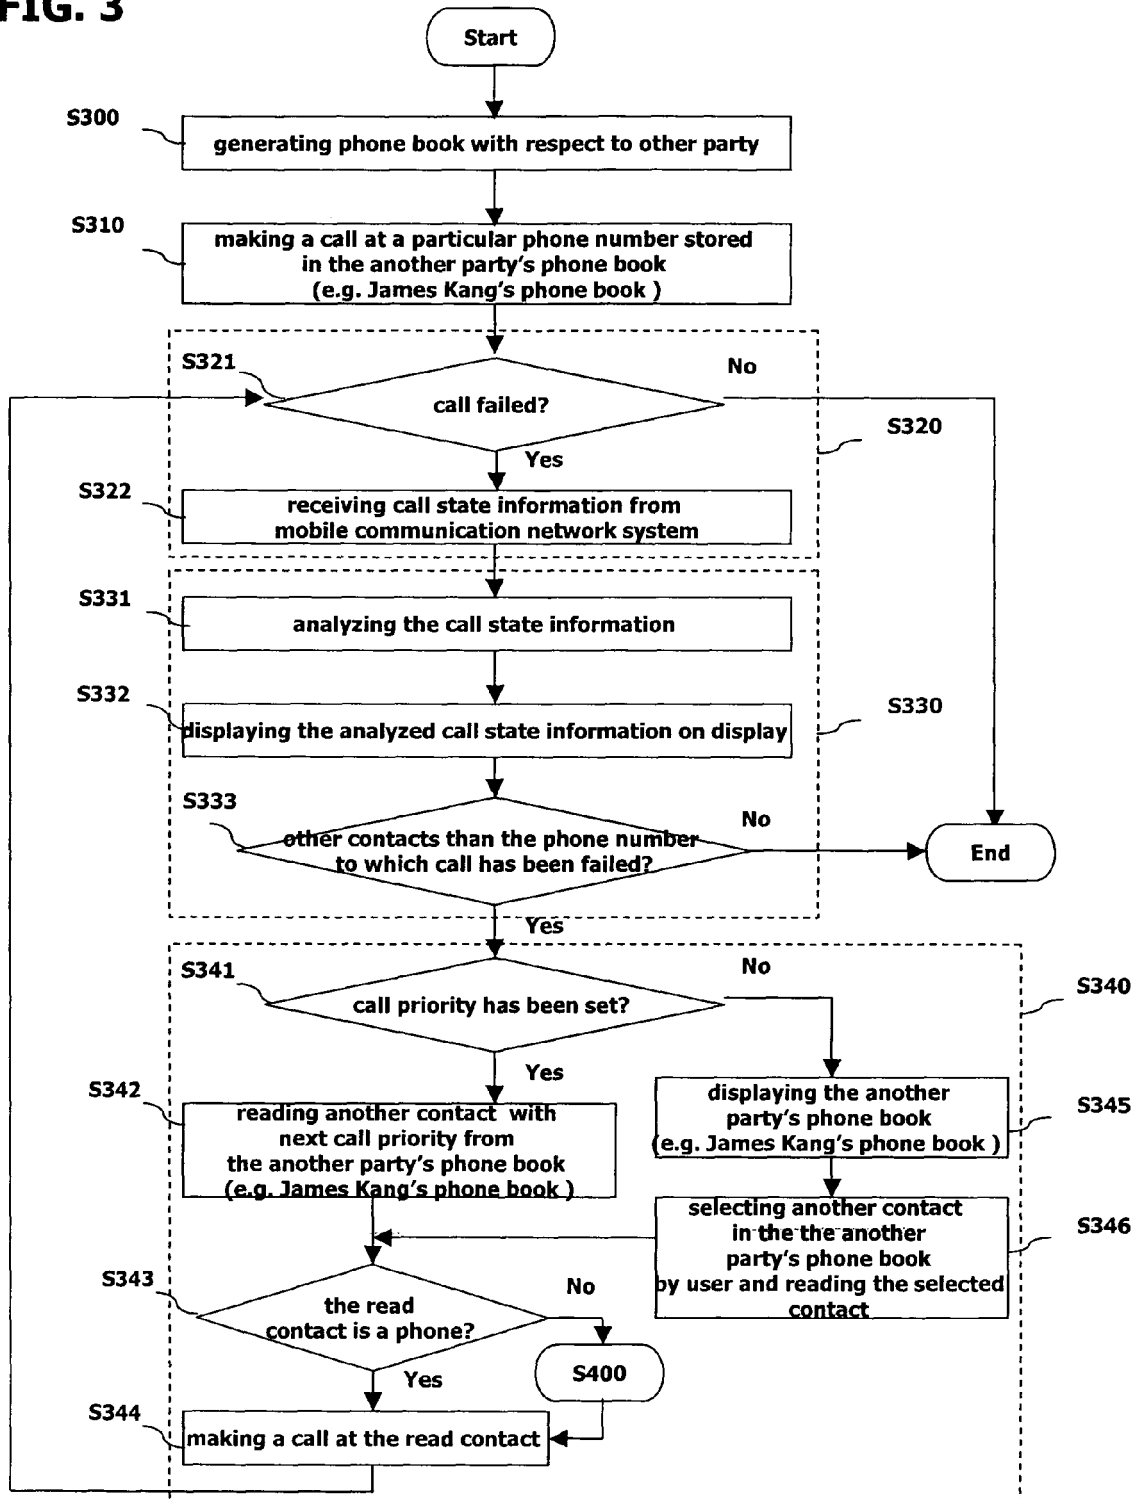 FIG. 3
Start
S300
generating phone book with respect to other party
S310
making a call at a particular phone number stored
in the another party's phone book
(e.g. James Kang's phone book )
S321
No
call failed?
S320
Yes
S322
receiving call state information from
mobile communication network system
S331
analyzing the call state information
S332
displaying the analyzed call state information on display
S330
S333
No
other contacts than the phone number
to which call has been failed?
End
Yes
S341
No
call priority has been set?
S340
Yes
S342
reading another contact with
next call priority from
the another party's phone book
(e.g. James Kang's phone book )
displaying the another
party's phone book
(e.g. James Kang's phone book )
S345
selecting another contact
in the the another
party's phone book
by user and reading the selected
contact
S346
S343
No
the read
contact is a phone?
S400
Yes
S344
making a call at the read contact